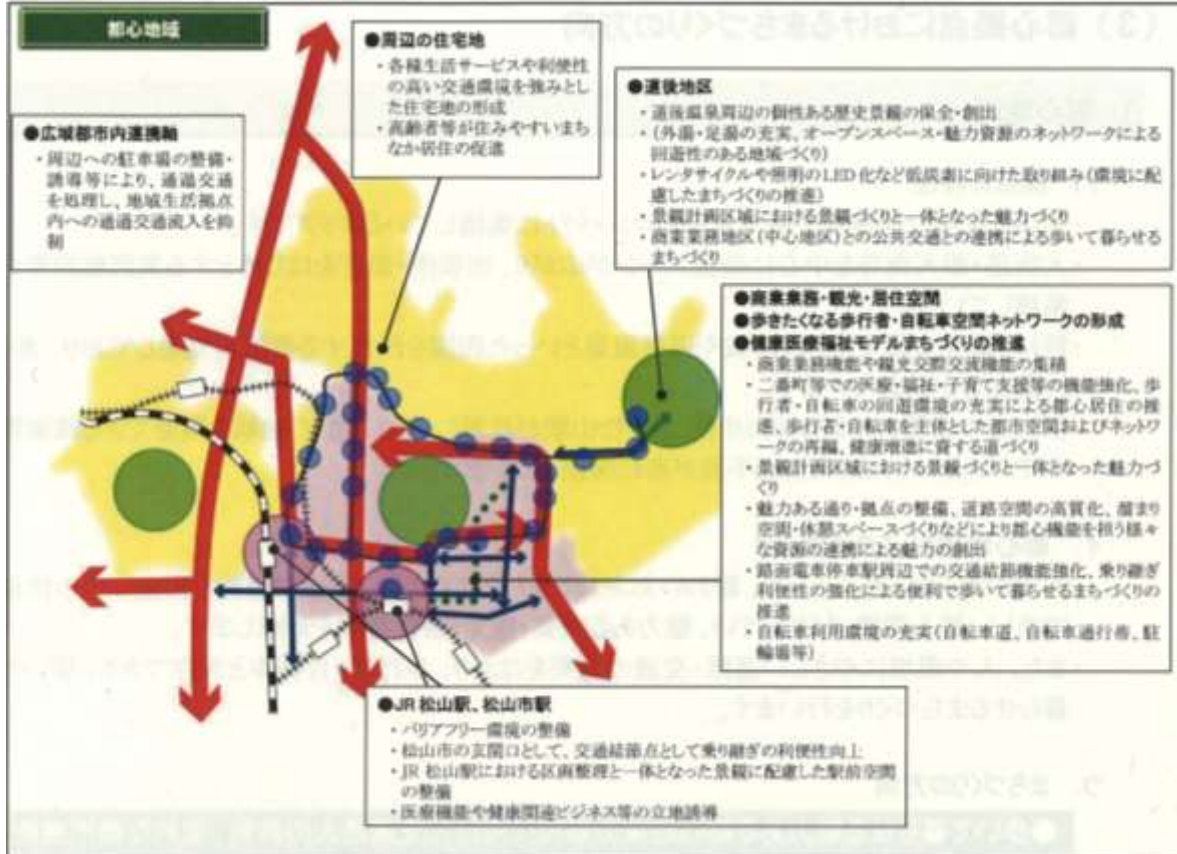 都心地域
●広域都市内連携軸
・周辺への駐車場の整備・
誘導等により、通過交通
を処理し、地域生活拠点
内への通過交通流入を抑
制
●周辺の住宅地
・各種生活サービスや利便性
の高い交通環境を強みとし
た住宅地の形成
・高齢者等が住みやすいまち
なか居住の促進
●道後地区
・道後温泉周辺の個性ある歴史景観の保全・創出
・(外湯・足湯の充実、オープンスペース・魅力資源のネットワークによる
回遊性のある地域づくり)
・レンタサイクルや照明のLED化など低炭素に向けた取り組み(環境に配
慮したまちづくりの推進)
・景観計画区域における景観づくりと一体となった魅力づくり
・商業業務地区(中心地区)との公共交通との連携による歩いて暮らせる
まちづくり
●商業業務・観光・居住空間
●歩きたくなる歩行者・自転車空間ネットワークの形成
●健康医療福祉モデルまちづくりの推進
・商業業務機能や観光交際交流機能の集積
・二番町等での医療・福祉・子育て支援等の機能強化、歩
行者・自転車の回遊環境の充実による都心居住の推
進、歩行者・自転車を主体とした都市空間およびネットワ
ークの再編、健康増進に資する道づくり
・景観計画区域における景観づくりと一体となった魅力づ
くり
・魅力ある通り・拠点の整備、道路空間の高質化、溜まり
空間・休憩スペースづくりなどにより都心機能を担う様々
な資源の連携による魅力の創出
・路面電車停車駅周辺での交通結節機能強化、乗り継ぎ
利便性の強化による便利で歩いて暮らせるまちづくりの
推進
・自転車利用環境の充実(自転車道、自転車通行帯、駐
輪場等)
●JR松山駅、松山市駅
・バリアフリー環境の整備
・松山市の玄関口として、交通結節点として乗り継ぎの利便性向上
・JR松山駅における区画整理と一体となった景観に配慮した駅前空間
の整備
・医療機能や健康関連ビジネス等の立地誘導